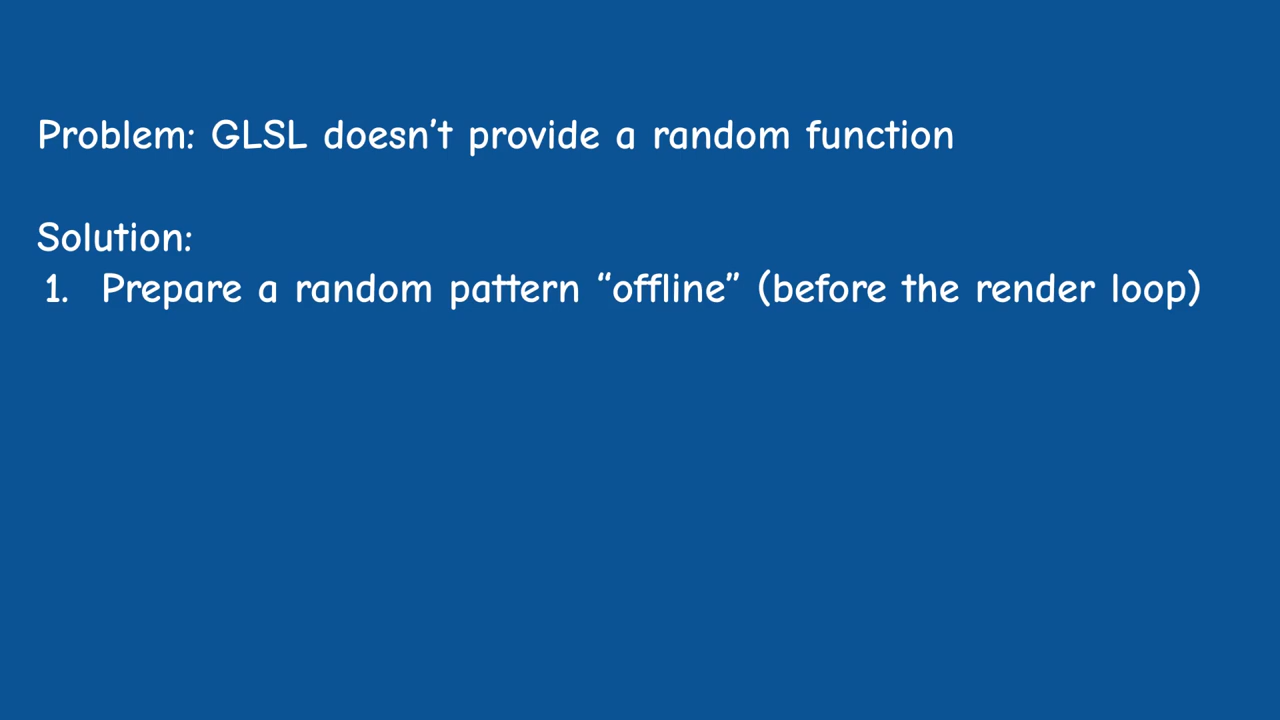 Problem: GLSL doesn’t provide a random function
Solution:
1. Prepare a random pattern “offline” (before the render loop)